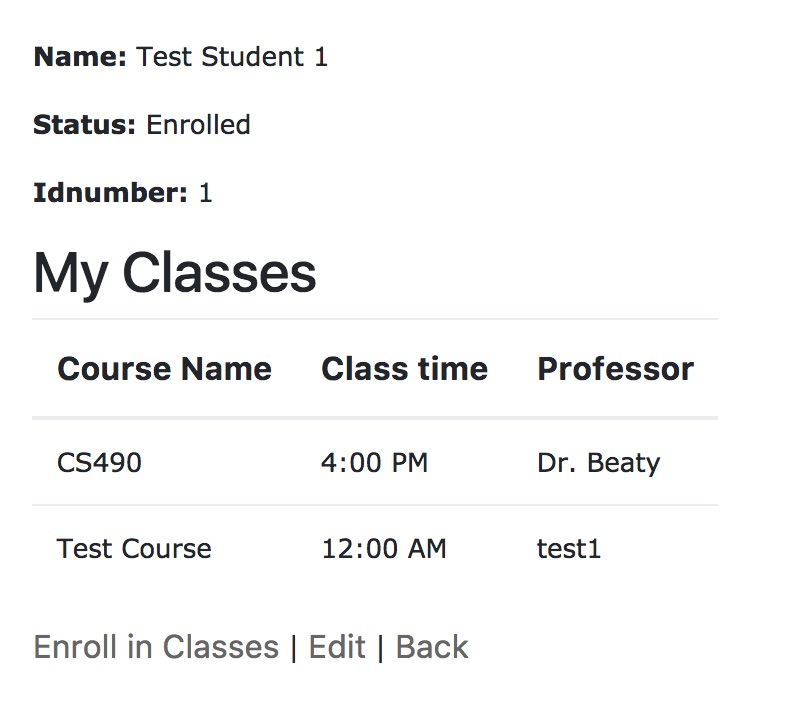 Name: Test Student 1
Status: Enrolled
Idnumber: 1
My Classes
Course Name Class time Professor
CS490 4:00 PM Dr. Beaty
Test Course 12:00 AM test1
Enroll in Classes | Edit | Back